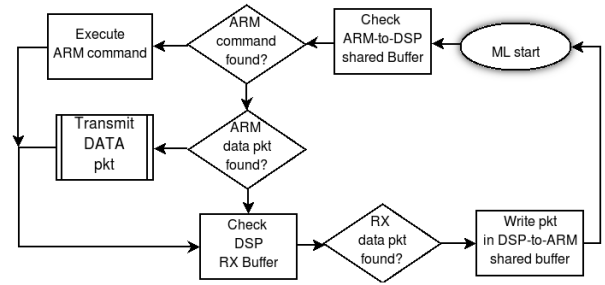 Execute
ARM command
ARM
command
found?
Check
ARM-to-DSP
shared Buffer
ML start
Transmit
DATA
pkt
ARM
data pkt
found?
Check
DSP
RX Buffer
RX
data pkt
found?
Write pkt
in DSP-to-ARM
shared buffer